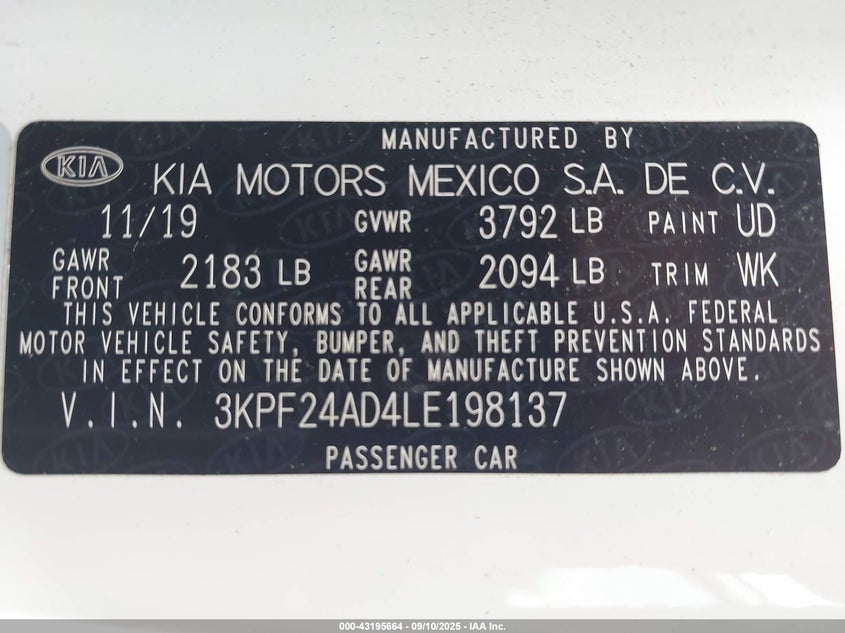 MANUFACTURED BY
KIA KIA MOTORS MEXICO S.A. DE C.V.
11/19 GVWR 3792 LB PAINT UD
GAWR FRONT 2183 LB GAWR REAR 2094 LB TRIM WK
THIS VEHICLE CONFORMS TO ALL APPLICABLE U.S.A. FEDERAL
MOTOR VEHICLE SAFETY, BUMPER, AND THEFT PREVENTION STANDARDS
IN EFFECT ON THE DATE OF MANUFACTURE SHOWN ABOVE.
V.I.N. 3KPF24AD4LE198137
PASSENGER CAR
000-43195664 - 09/10/2025 - IAA Inc.